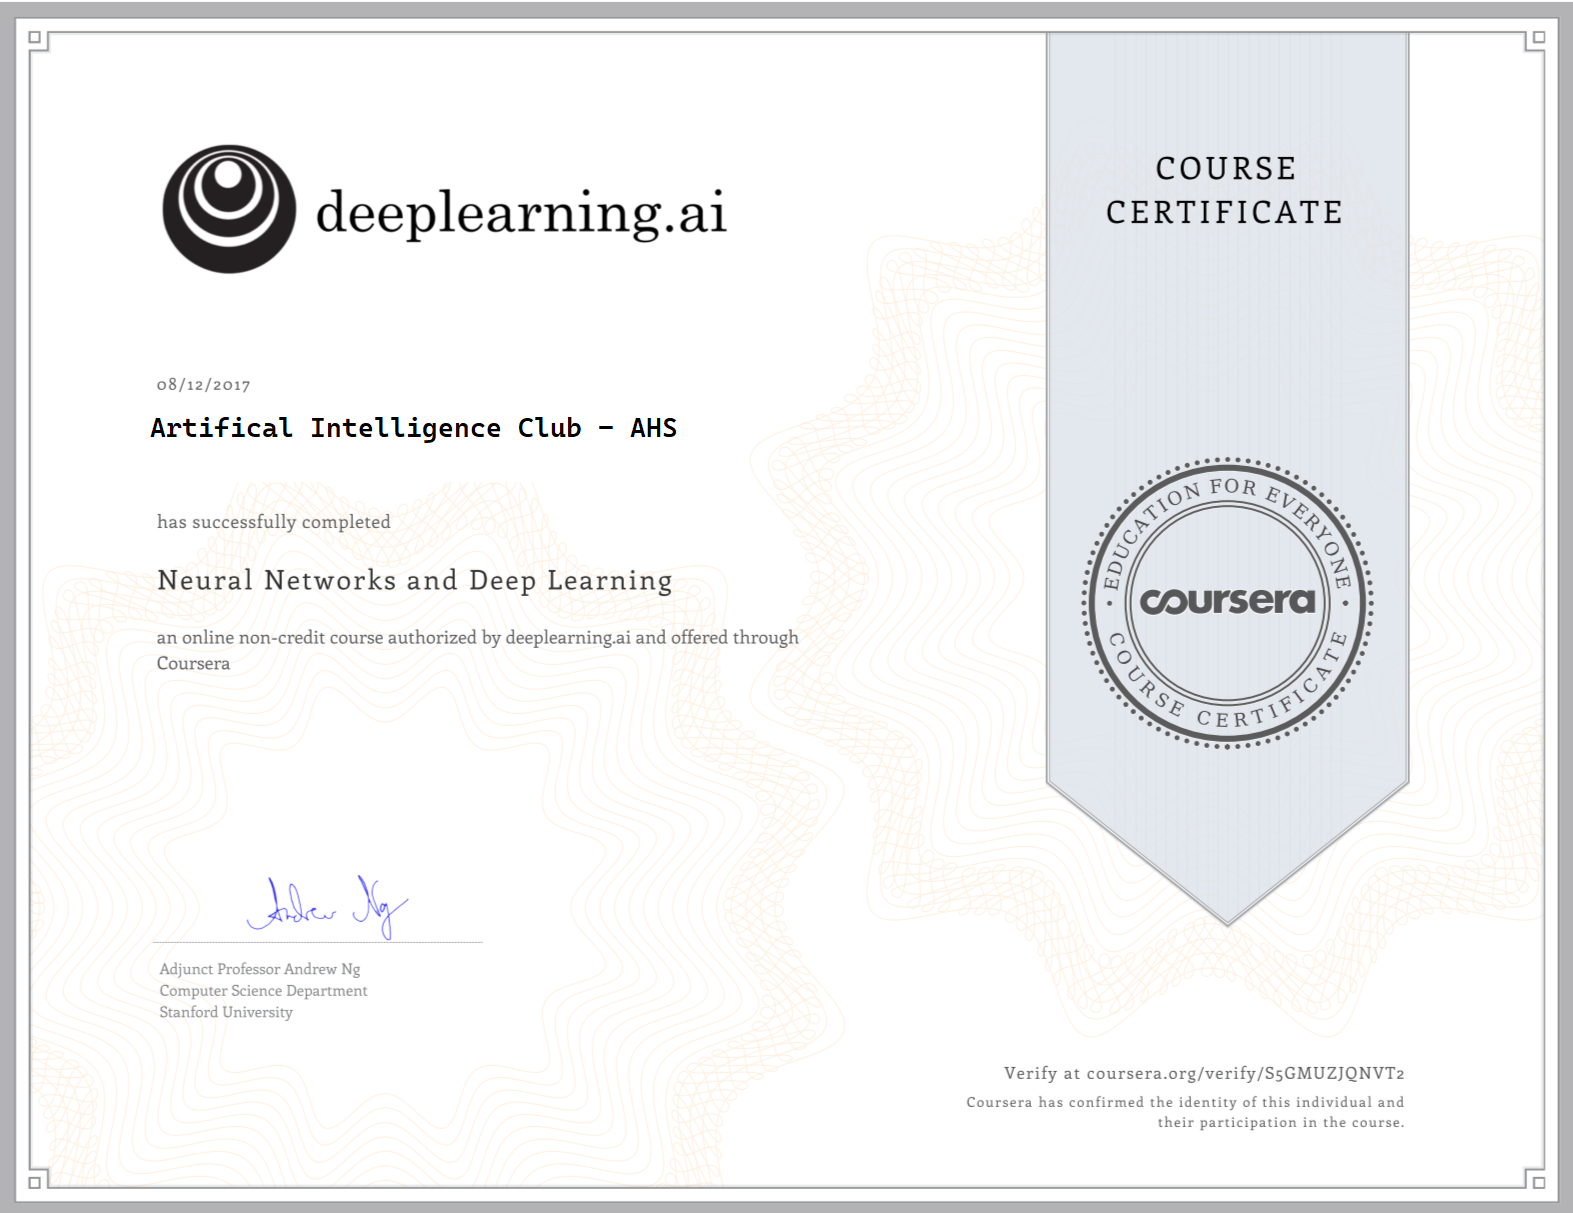 deeplearning.ai
COURSE
CERTIFICATE
08/12/2017
Artifical Intelligence Club - AHS
has successfully completed
Neural Networks and Deep Learning
an online non-credit course authorized by deeplearning.ai and offered through
Coursera
EDUCATION FOR EVERYONE
coursera
COURSE CERTIFICATE
Andrew Ng
Adjunct Professor Andrew Ng
Computer Science Department
Stanford University
Verify at coursera.org/verify/S5GMUZJQNVT2
Coursera has confirmed the identity of this individual and
their participation in the course.